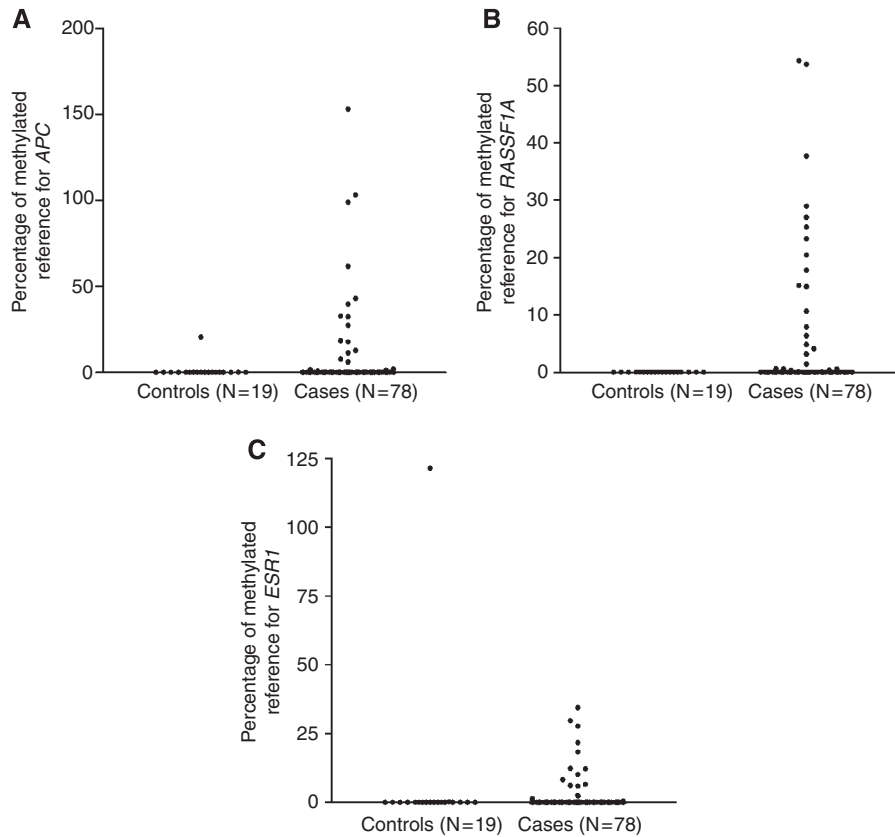 A
Percentage of methylated
reference for APC
200
150
100
50
0
Controls (N=19) Cases (N=78)
B
Percentage of methylated
reference for RASSF1A
60
50
40
30
20
10
0
Controls (N=19) Cases (N=78)
C
Percentage of methylated
reference for ESR1
125
100
75
50
25
0
Controls (N=19) Cases (N=78)